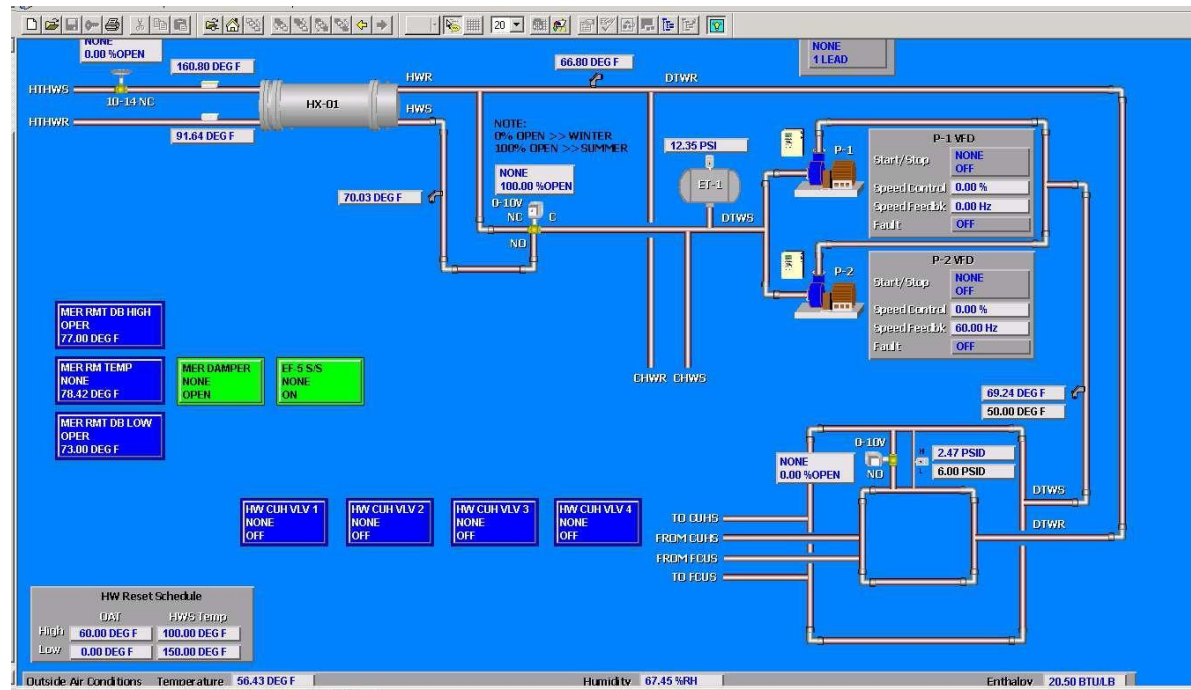 20
NONE
0.00 %OPEN
160.80 DEG F
66.80 DEG F
NONE
1 LEAD
HTHWS
10-14 NC
HWR
DTWR
HX-01
HWS
HTHWR
91.64 DEG F
NOTE:
0% OPEN >> WINTER
100% OPEN >>SUMMER
12.35 PSI
P-1
P-1 VFD
Start/Stop
NONE
OFF
Speed Control
0.00 %
Speed Feedbk
0.00 Hz
Fault
OFF
70.03 DEG F
NONE
100.00 %OPEN
0-10V
NC
C
NO
ET-1
DTWS
P-2
P-2 VFD
Start/Stop
NONE
OFF
Speed Control
0.00 %
Speed Feedbk
60.00 Hz
Fault
OFF
MER RMT DB HIGH
OPER
77.00 DEG F
MER RM TEMP
NONE
78.42 DEG F
MER DAMPER
NONE
OPEN
EF-5 S/S
NONE
ON
MER RMT DB LOW
OPER
73.00 DEG F
CHWR CHWS
69.24 DEG F
50.00 DEG F
NONE
0.00 %OPEN
0-10V
NO
H
L
2.47 PSID
6.00 PSID
DTWS
DTWR
HW CUH VLV 1
NONE
OFF
HW CUH VLV 2
NONE
OFF
HW CUH VLV 3
NONE
OFF
HW CUH VLV 4
NONE
OFF
TO CUHS
FROM CUHS
FROM FCUS
TO FCUS
HW Reset Schedule
OAT
HWS Temp
High
60.00 DEG F
100.00 DEG F
Low
0.00 DEG F
150.00 DEG F
Outside Air Conditions Temperature 56.43 DEG F Humidity 67.45 %RH Enthalpy 20.50 BTU/LB